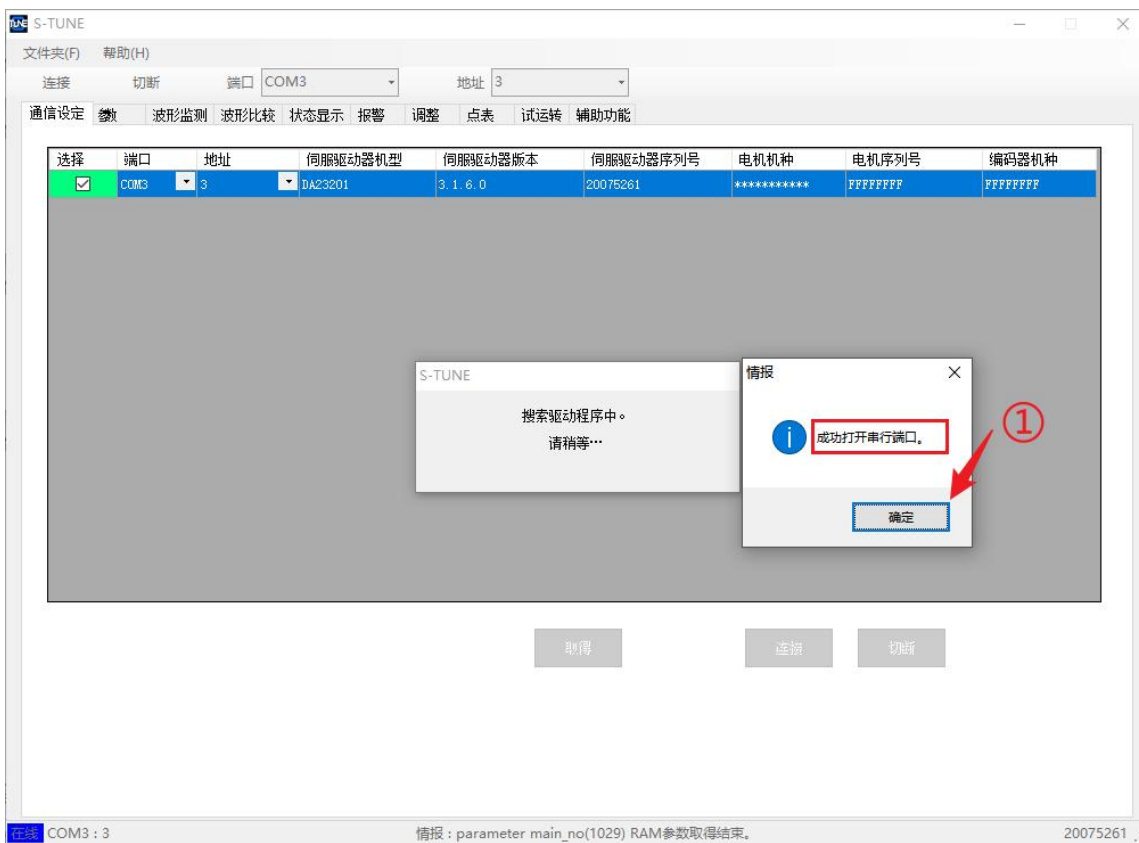 S-TUNE
文件夹(F) 帮助(H)
连接 切断 端口 COM3 地址 3
通信设定 参数 波形监测 波形比较 状态显示 报警 调整 点表 试运转 辅助功能
选择 端口 地址 伺服驱动器机型 伺服驱动器版本 伺服驱动器序列号 电机机种 电机序列号 编码器机种
COM3 3 DA23201 3.1.6.0 20075261 *********** FFFFFFFF FFFFFFFF
S-TUNE
搜索驱动程序中。
请稍等…
情报
成功打开串行端口。
①
确定
取得 连接 切断
在线 COM3 : 3 情报 : parameter main_no(1029) RAM参数取得结束。 20075261